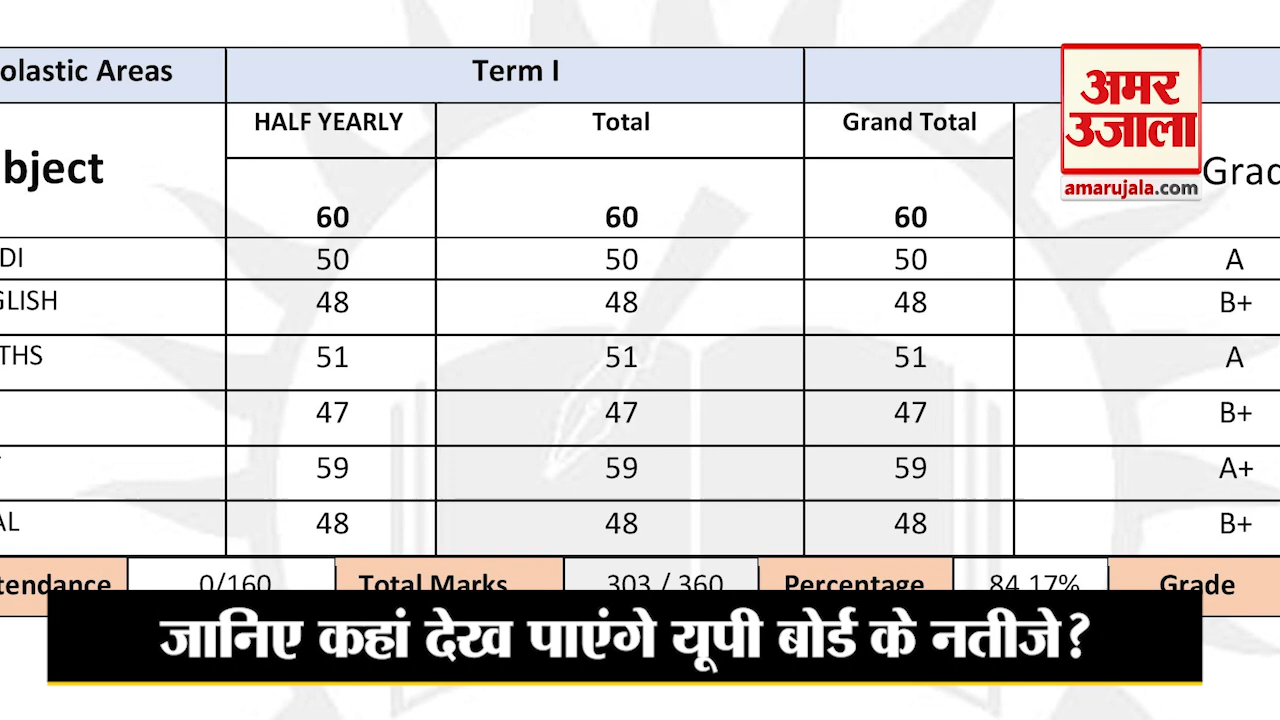 olastic Areas Term I
अमर
उजाला
amarujala.com
bject HALF YEARLY Total Grand Total Grad
60 60 60
DI 50 50 50 A
GLISH 48 48 48 B+
THS 51 51 51 A
47 47 47 B+
59 59 59 A+
AL 48 48 48 B+
tendance 0/160 Total Marks 303 / 360 Percentage 84.17% Grade
जानिए कहां देख पाएंगे यूपी बोर्ड के नतीजे?